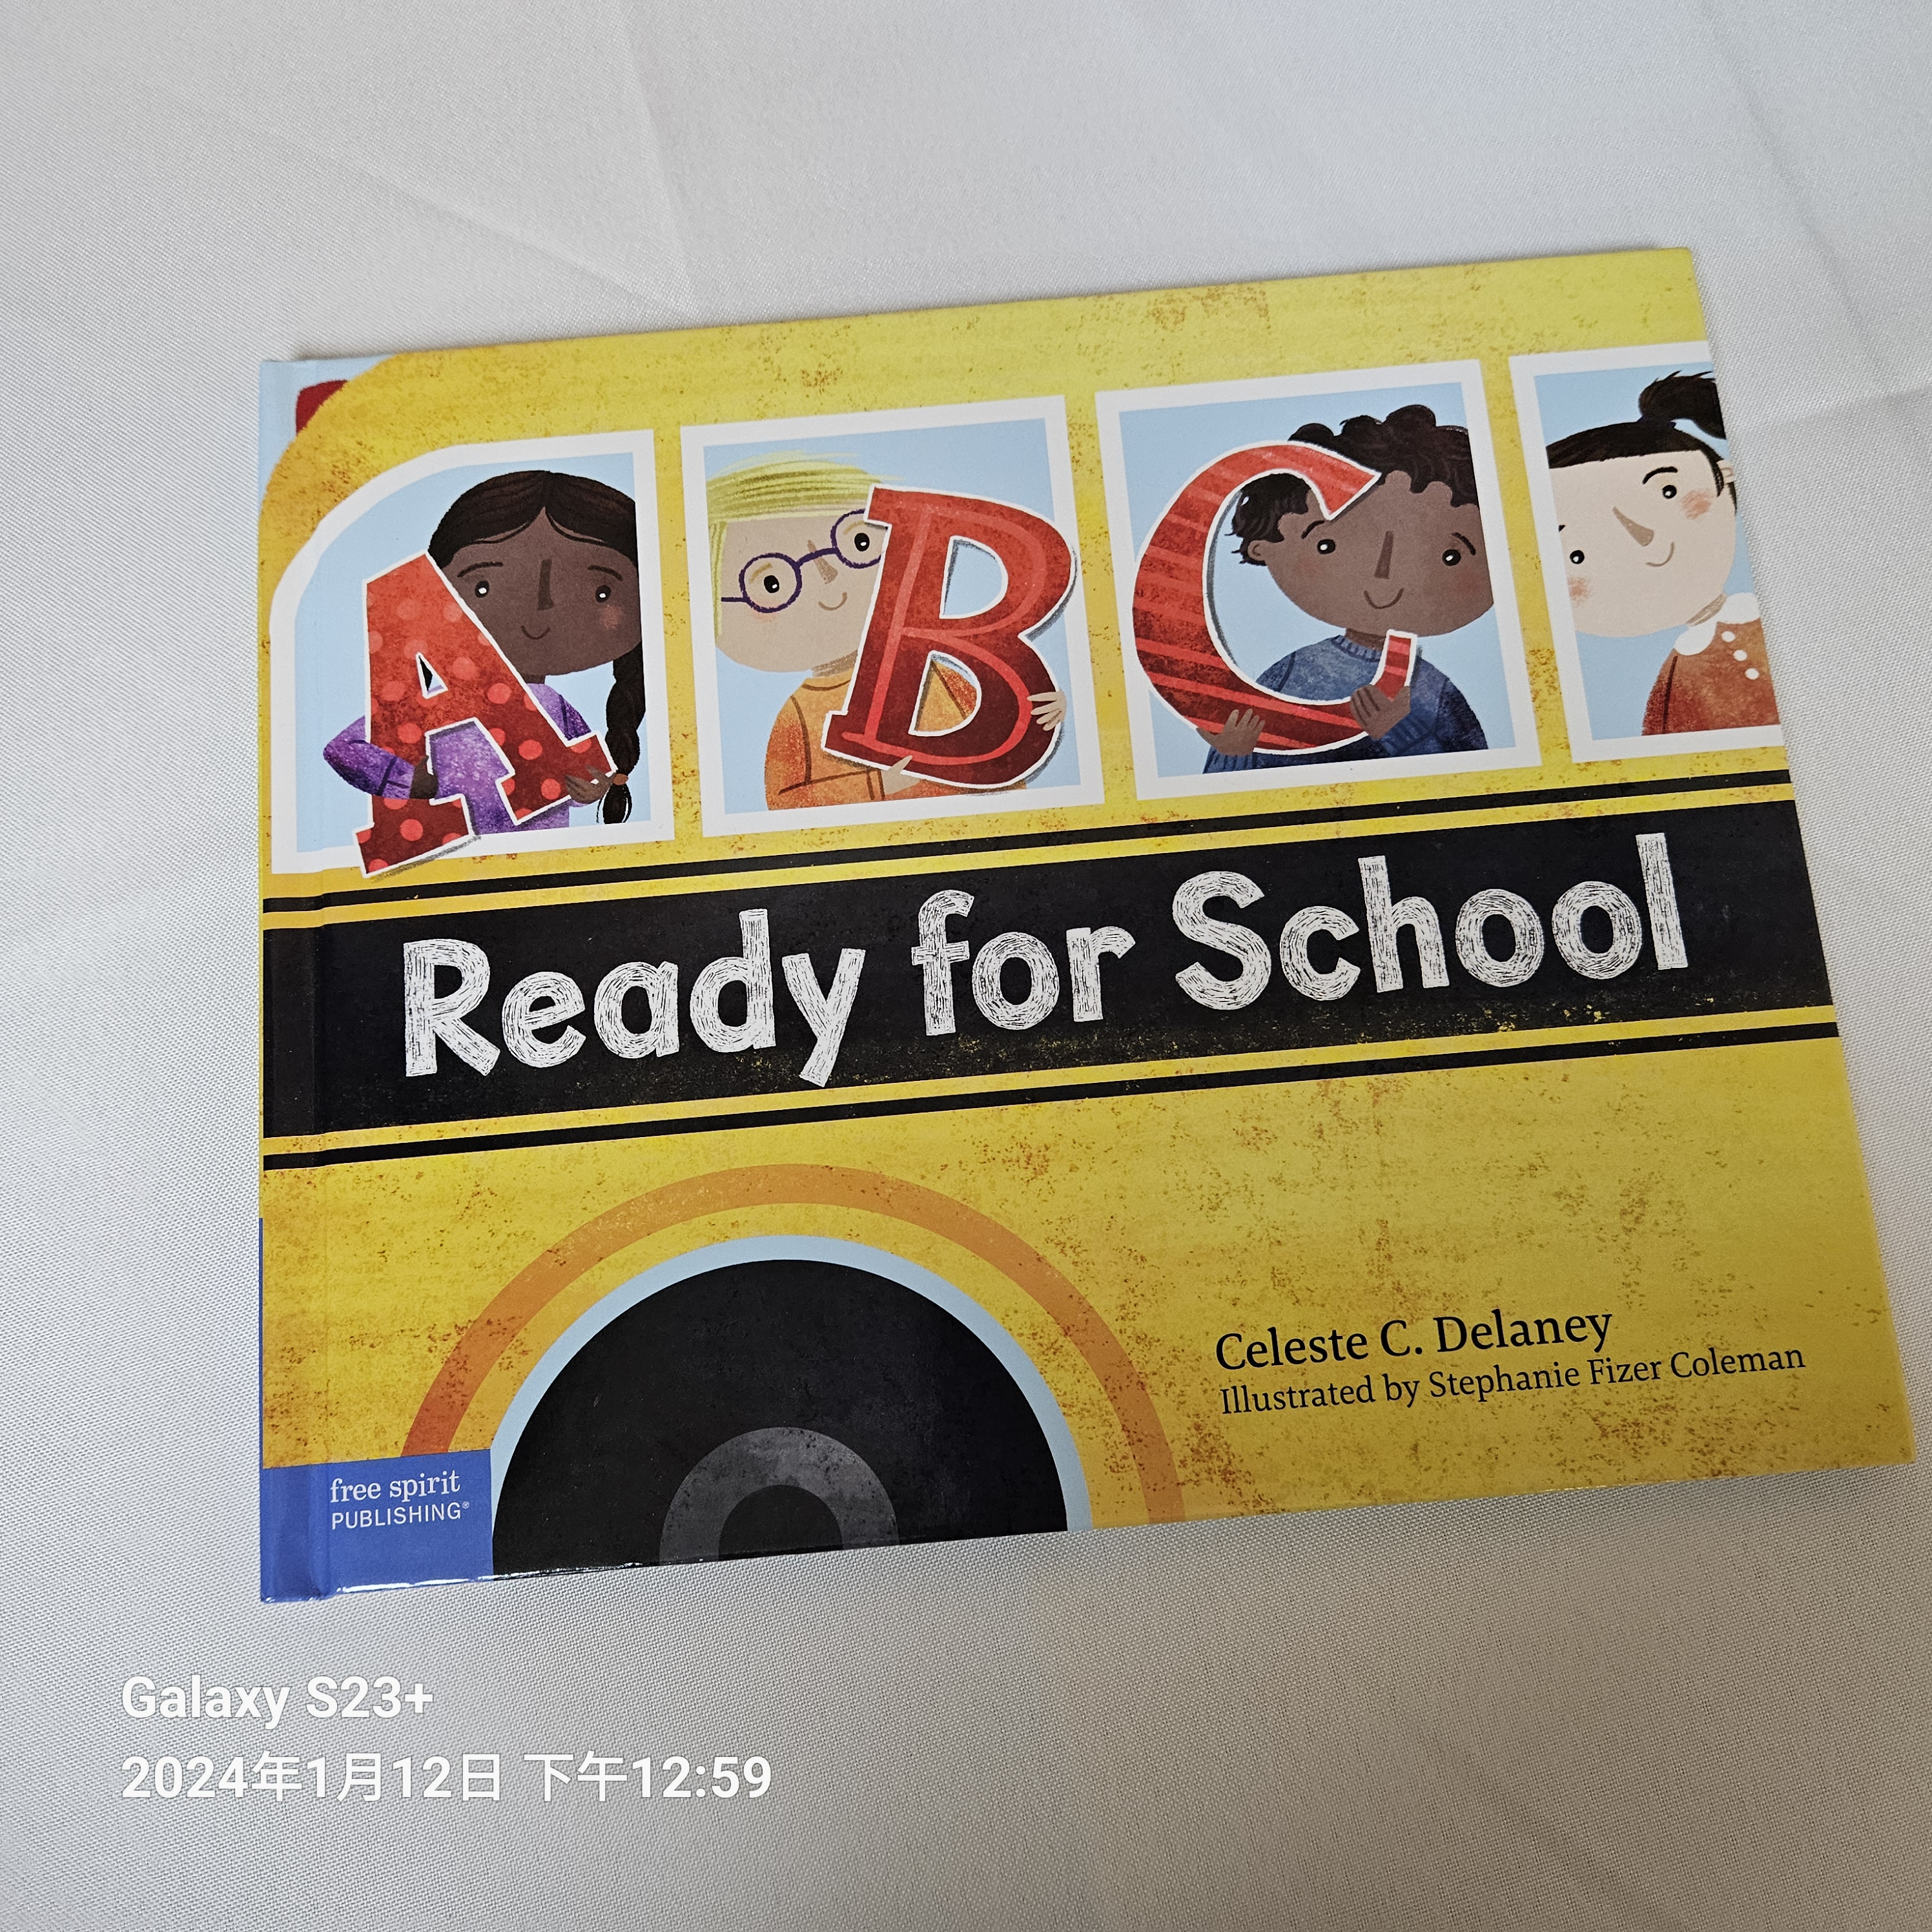 A B C
Ready for School
Celeste C. Delaney
Illustrated by Stephanie Fizer Coleman
free spirit
PUBLISHING®
Galaxy S23+
2024年1月12日 下午12:59